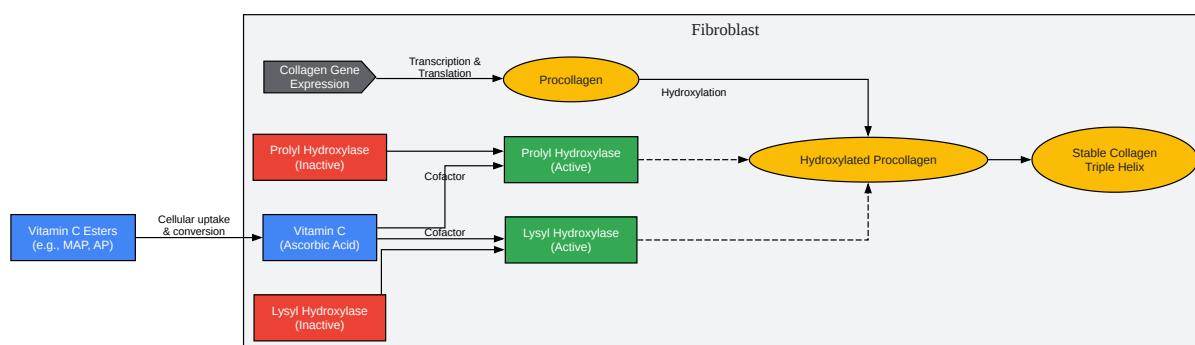 Fibroblast
Collagen Gene
Expression
Transcription &
Translation
Procollagen
Hydroxylation
Prolyl Hydroxylase
(Inactive)
Cofactor
Prolyl Hydroxylase
(Active)
Hydroxylated Procollagen
Stable Collagen
Triple Helix
Vitamin C Esters
(e.g., MAP, AP)
Cellular uptake
& conversion
Vitamin C
(Ascorbic Acid)
Cofactor
Lysyl Hydroxylase
(Active)
Lysyl Hydroxylase
(Inactive)